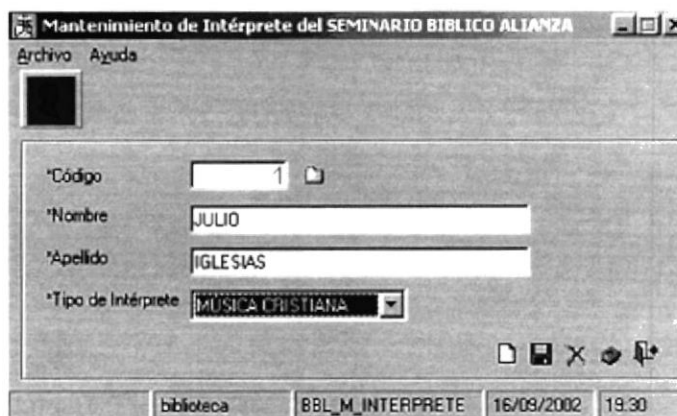 Mantenimiento de Intérprete del SEMINARIO BIBLICO ALIANZA
Archivo Ayuda
*Código 1
*Nombre JULIO
*Apellido IGLESIAS
*Tipo de Intérprete MÚSICA CRISTIANA
biblioteca BBL_M_INTERPRETE 16/09/2002 19:30